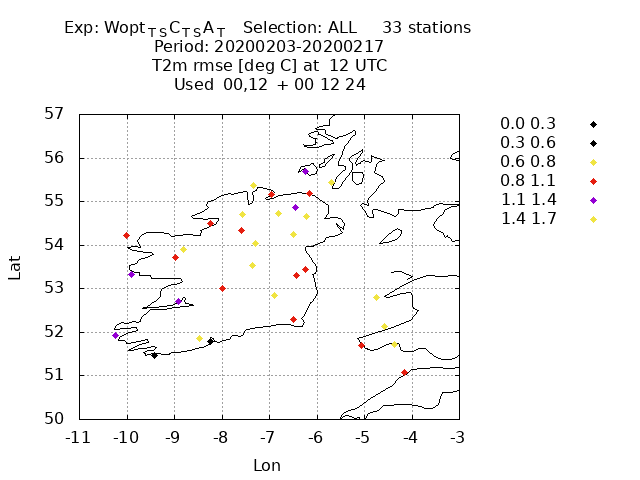 Exp: Wopt T S C T S A T   Selection: ALL     33 stations
Period: 20200203-20200217
T2m rmse [deg C] at  12 UTC
Used  00,12  + 00 12 24
57
56
55
54
53
52
51
50
-11 -10 -9 -8 -7 -6 -5 -4 -3
Lat
Lon
0.0 0.3
0.3 0.6
0.6 0.8
0.8 1.1
1.1 1.4
1.4 1.7